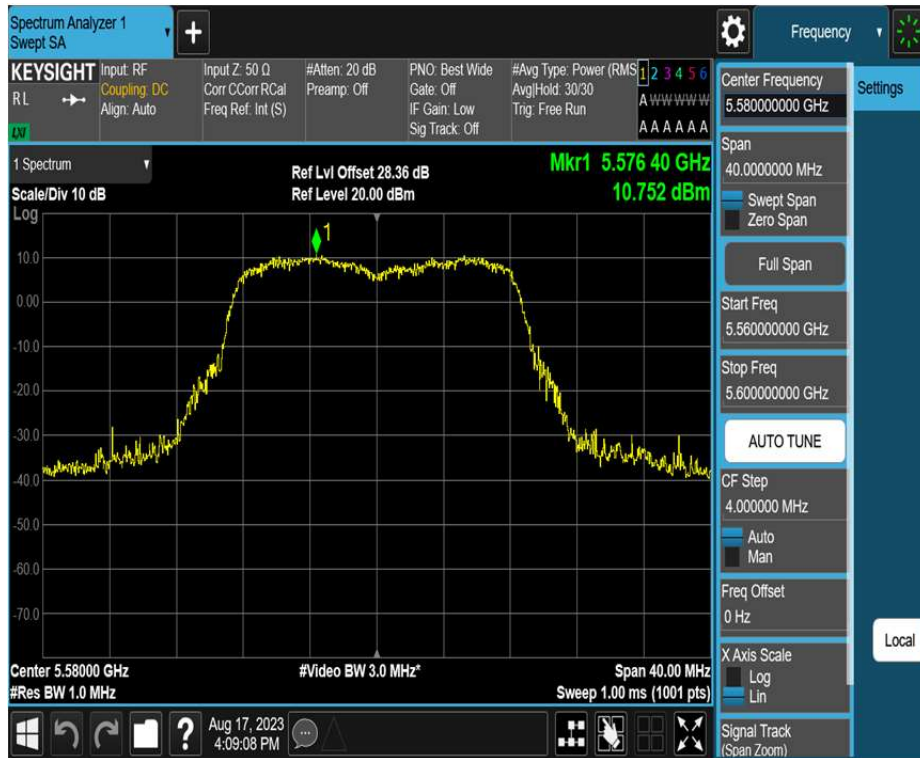 Spectrum Analyzer 1
Swept SA
+
Frequency
KEYSIGHT
R L
LXI
Input: RF
Coupling: DC
Align: Auto
Input Z: 50 Ω
Corr CCorr RCal
Freq Ref: Int (S)
#Atten: 20 dB
Preamp: Off
PNO: Best Wide
Gate: Off
IF Gain: Low
Sig Track: Off
#Avg Type: Power (RMS
Avg|Hold: 30/30
Trig: Free Run
1 2 3 4 5 6
A W W W W W
A A A A A A
1 Spectrum
Scale/Div 10 dB
Log
Ref Lvl Offset 28.36 dB
Ref Level 20.00 dBm
Mkr1 5.576 40 GHz
10.752 dBm
1
10.0
0.00
-10.0
-20.0
-30.0
-40.0
-50.0
-60.0
-70.0
Center 5.58000 GHz
#Res BW 1.0 MHz
#Video BW 3.0 MHz*
Span 40.00 MHz
Sweep 1.00 ms (1001 pts)
?
Aug 17, 2023
4:09:08 PM
Center Frequency
5.580000000 GHz
Span
40.0000000 MHz
Swept Span
Zero Span
Full Span
Start Freq
5.560000000 GHz
Stop Freq
5.600000000 GHz
AUTO TUNE
CF Step
4.000000 MHz
Auto
Man
Freq Offset
0 Hz
X Axis Scale
Log
Lin
Signal Track
(Span Zoom)
Settings
Local